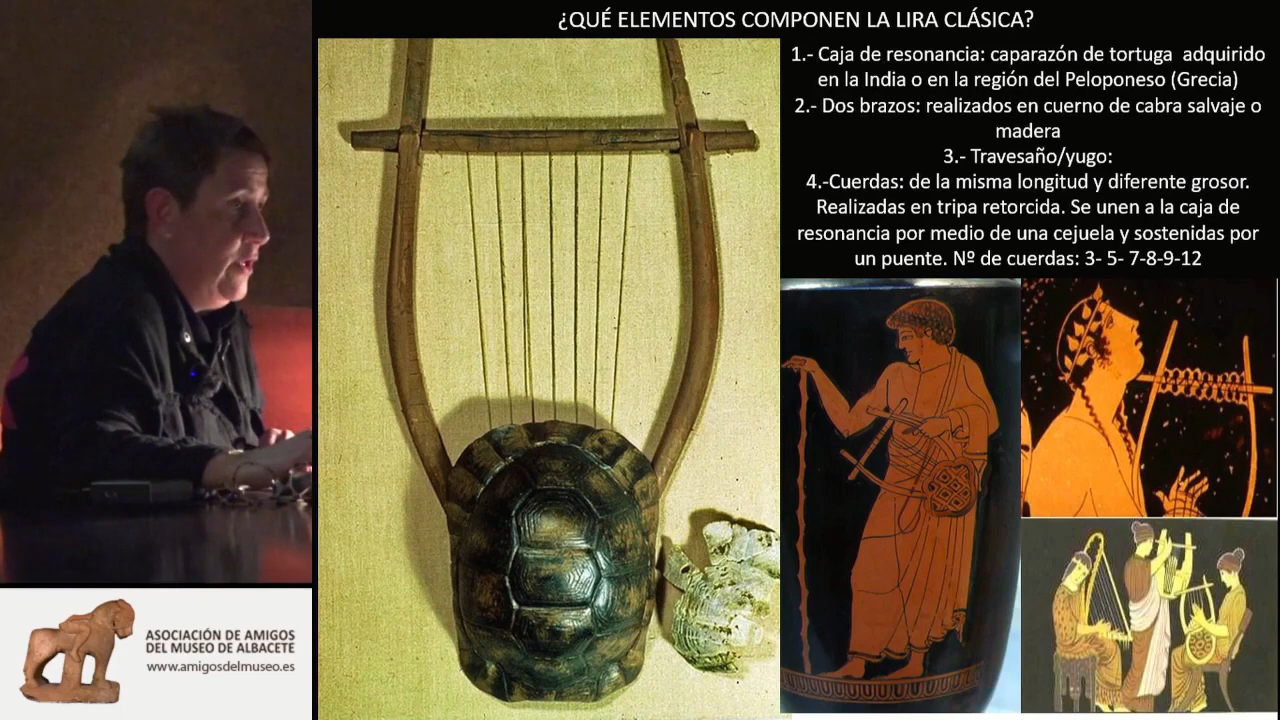 ¿QUÉ ELEMENTOS COMPONEN LA LIRA CLÁSICA?
1.- Caja de resonancia: caparazón de tortuga adquirido
en la India o en la región del Peloponeso (Grecia)
2.- Dos brazos: realizados en cuerno de cabra salvaje o
madera
3.- Travesaño/yugo:
4.-Cuerdas: de la misma longitud y diferente grosor.
Realizadas en tripa retorcida. Se unen a la caja de
resonancia por medio de una cejuela y sostenidas por
un puente. Nº de cuerdas: 3- 5- 7-8-9-12
ASOCIACIÓN DE AMIGOS
DEL MUSEO DE ALBACETE
www.amigosdelmuseo.es